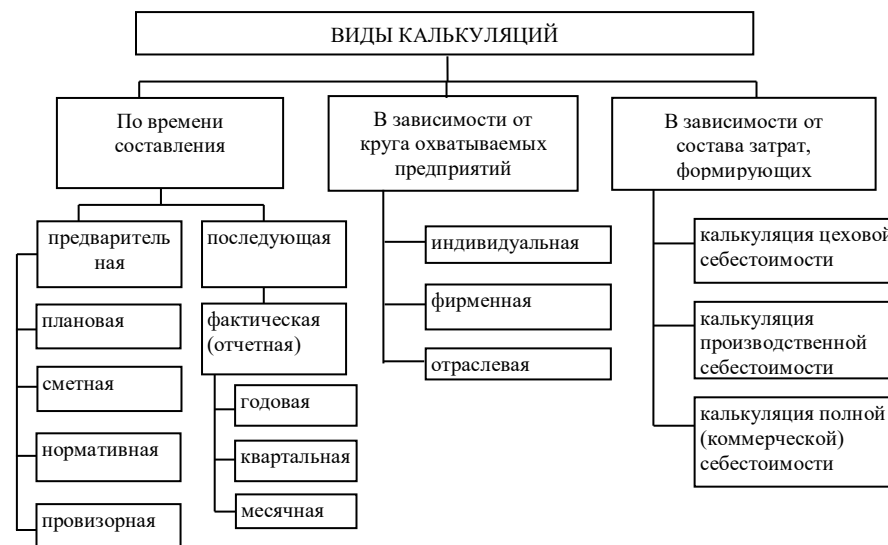 ВИДЫ КАЛЬКУЛЯЦИЙ
По времени
составления
В зависимости от
круга охватываемых
предприятий
В зависимости от
состава затрат,
формирующих
предваритель
ная
последующая
плановая
фактическая
(отчетная)
сметная
годовая
нормативная
квартальная
провизорная
месячная
индивидуальная
фирменная
отраслевая
калькуляция цеховой
себестоимости
калькуляция
производственной
себестоимости
калькуляция полной
(коммерческой)
себестоимости